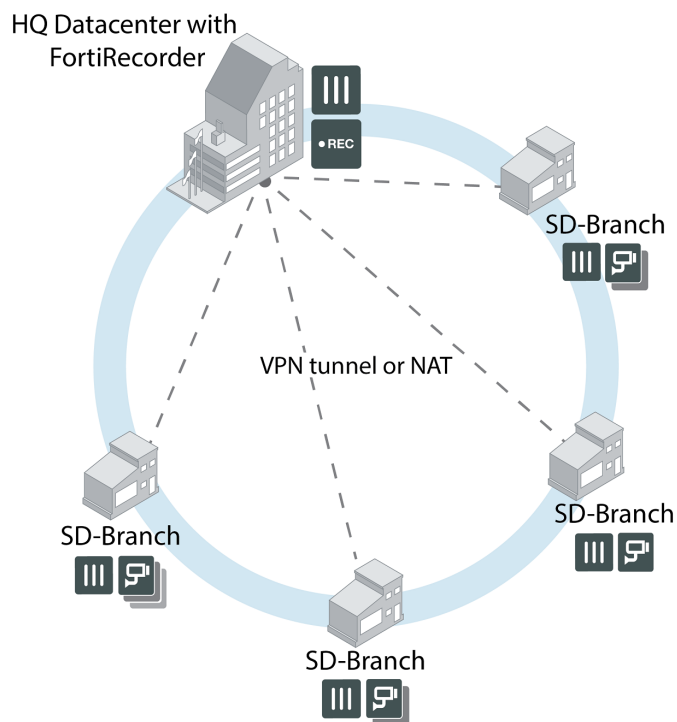 HQ Datacenter with
FortiRecorder
REC
SD-Branch
VPN tunnel or NAT
SD-Branch
SD-Branch
SD-Branch